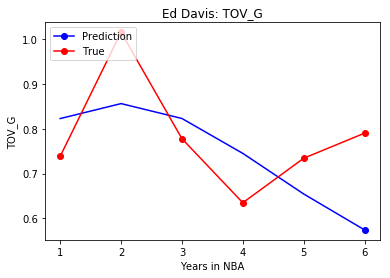 Ed Davis: TOV_G
Prediction
True
TOV_G
1.0
0.9
0.8
0.7
0.6
1 2 3 4 5 6
Years in NBA